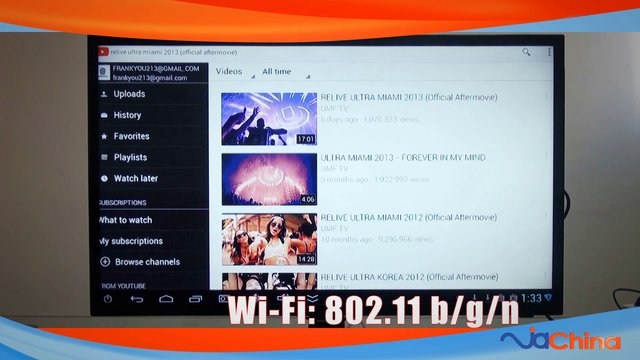 relive ultra miami 2013 (official aftermovie)
FRANKYOU213@GMAIL.COM
frankyou213@gmail.com
Videos
All time
Uploads
History
Favorites
Playlists
Watch later
SUBSCRIPTIONS
What to watch
My subscriptions
Browse channels
FROM YOUTUBE
17:01
RELIVE ULTRA MIAMI 2013 (Official Aftermovie)
UMF TV
6 days ago 1,070,323 views
4:06
ULTRA MIAMI 2013 - FOREVER IN MY MIND
UMF TV
5 months ago 1,922,993 views
14:28
RELIVE ULTRA MIAMI 2012 (Official Aftermovie)
UMF TV
10 months ago 9,296,966 views
RELIVE ULTRA KOREA 2012 (Official Aftermovie)
1:33
Wi-Fi: 802.11 b/g/n
China